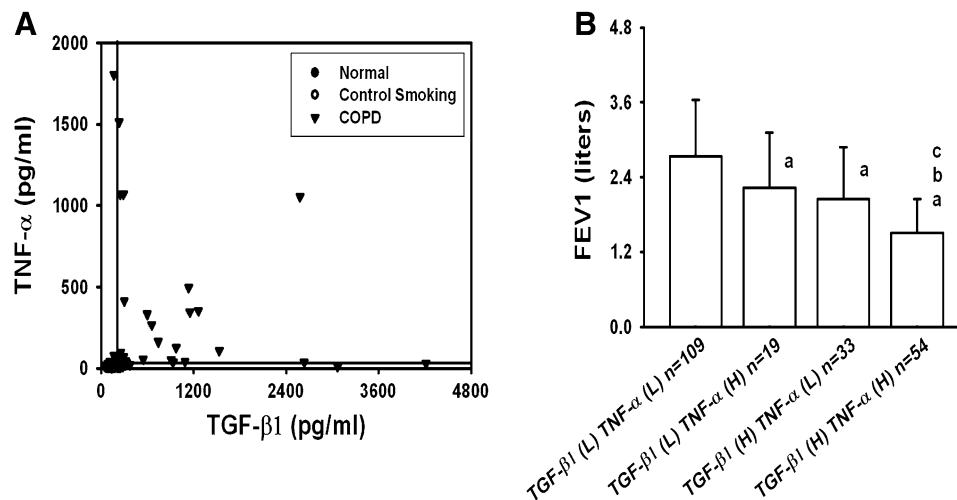 A
TNF-α (pg/ml)
2000
1500
1000
500
0
Normal
Control Smoking
COPD
0
1200
2400
3600
4800
TGF-β1 (pg/ml)
B
FEV1 (liters)
4.8
3.6
2.4
1.2
0.0
a
a
c
b
a
TGF-β1 (L) TNF-α (L) n=109
TGF-β1 (L) TNF-α (H) n=19
TGF-β1 (H) TNF-α (L) n=33
TGF-β1 (H) TNF-α (H) n=54